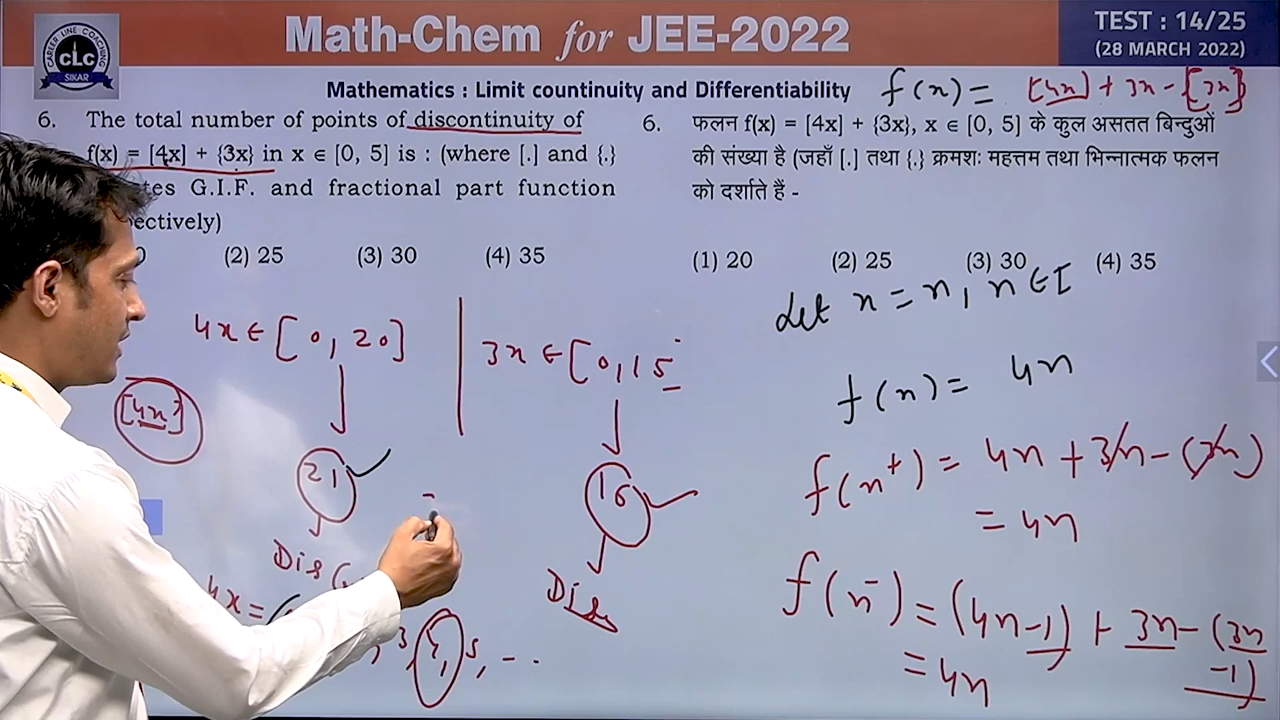 CAREER LINE COACHING
CLC
SIKAR
Math-Chem for JEE-2022
TEST : 14/25
(28 MARCH 2022)
Mathematics : Limit countinuity and Differentiability
f(x) = [4x] + 3x - [3x]
6. The total number of points of discontinuity of
f(x) = [4x] + {3x} in x ∈ [0, 5] is : (where [.] and {.}
tes G.I.F. and fractional part function
ectively)
0 (2) 25 (3) 30 (4) 35
6. फलन f(x) = [4x] + {3x}, x ∈ [0, 5] के कुल असतत बिन्दुओं
की संख्या है (जहाँ [.] तथा {.} क्रमशः महत्तम तथा भिन्नात्मक फलन
को दर्शाते हैं -
(1) 20 (2) 25 (3) 30 (4) 35
4x ∈ [0, 20]
[4x]
21
Dis
4x =
, 3, 4, 5, - - .
3x ∈ [0, 15
16
Dis
Let x = n, n ∈ I
f(n) = 4n
f(n⁺) = 4n + 3n - (3n)
= 4n
f(n⁻) = (4n-1) + 3n - (3n
-1)
= 4n